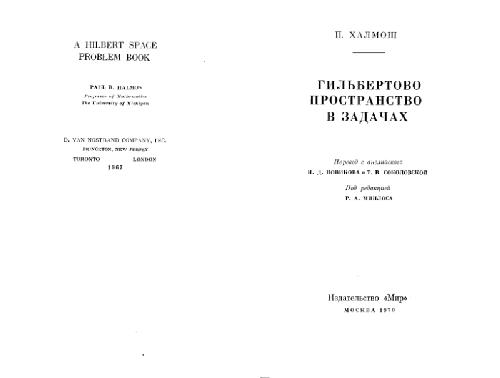 A HILBERT SPACE
PROBLEM BOOK
PAUL R. HALMOS
Professor of Mathematics
The University of Michigan
D. VAN NOSTRAND COMPANY, INC.
PRINCETON, NEW JERSEY
TORONTO LONDON
1967
П. ХАЛМОШ
ГИЛЬБЕРТОВО
ПРОСТРАНСТВО
В ЗАДАЧАХ
Перевод с английского
И. Д. НОВИКОВА и Т. В. СОКОЛОВСКОЙ
Под редакцией
Р. А. МИНЛОСА
Издательство «Мир»
МОСКВА 1970